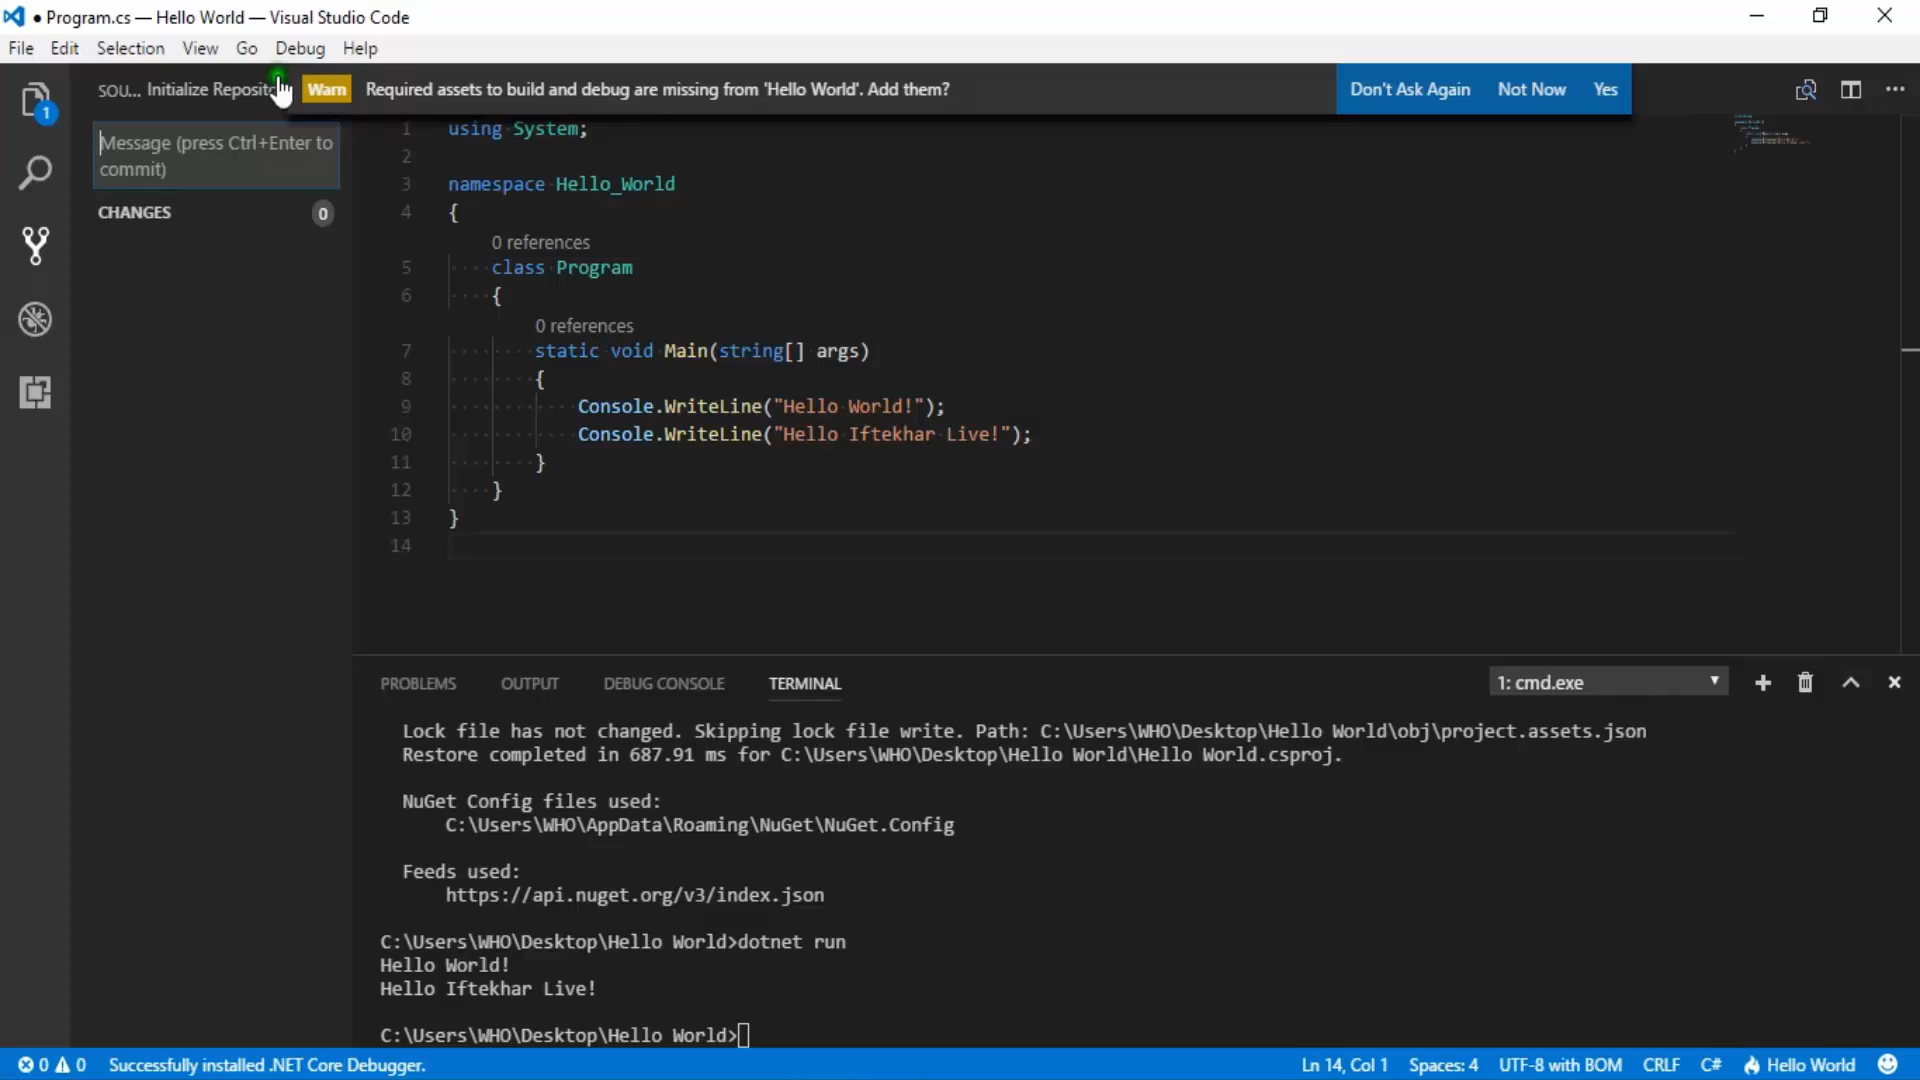 ● Program.cs — Hello World — Visual Studio Code
File Edit Selection View Go Debug Help
SOU... Initialize Reposito
Warn Required assets to build and debug are missing from 'Hello World'. Add them? Don't Ask Again Not Now Yes
1
Message (press Ctrl+Enter to
commit)
CHANGES 0
1 using System;
2
3 namespace Hello_World
4 {
0 references
5 class Program
6 {
0 references
7 static void Main(string[] args)
8 {
9 Console.WriteLine("Hello World!");
10 Console.WriteLine("Hello Iftekhar Live!");
11 }
12 }
13 }
14
PROBLEMS OUTPUT DEBUG CONSOLE TERMINAL 1: cmd.exe
Lock file has not changed. Skipping lock file write. Path: C:\Users\WHO\Desktop\Hello World\obj\project.assets.json
Restore completed in 687.91 ms for C:\Users\WHO\Desktop\Hello World\Hello World.csproj.
NuGet Config files used:
C:\Users\WHO\AppData\Roaming\NuGet\NuGet.Config
Feeds used:
https://api.nuget.org/v3/index.json
C:\Users\WHO\Desktop\Hello World>dotnet run
Hello World!
Hello Iftekhar Live!
C:\Users\WHO\Desktop\Hello World>
0 0 Successfully installed .NET Core Debugger. Ln 14, Col 1 Spaces: 4 UTF-8 with BOM CRLF C# Hello World